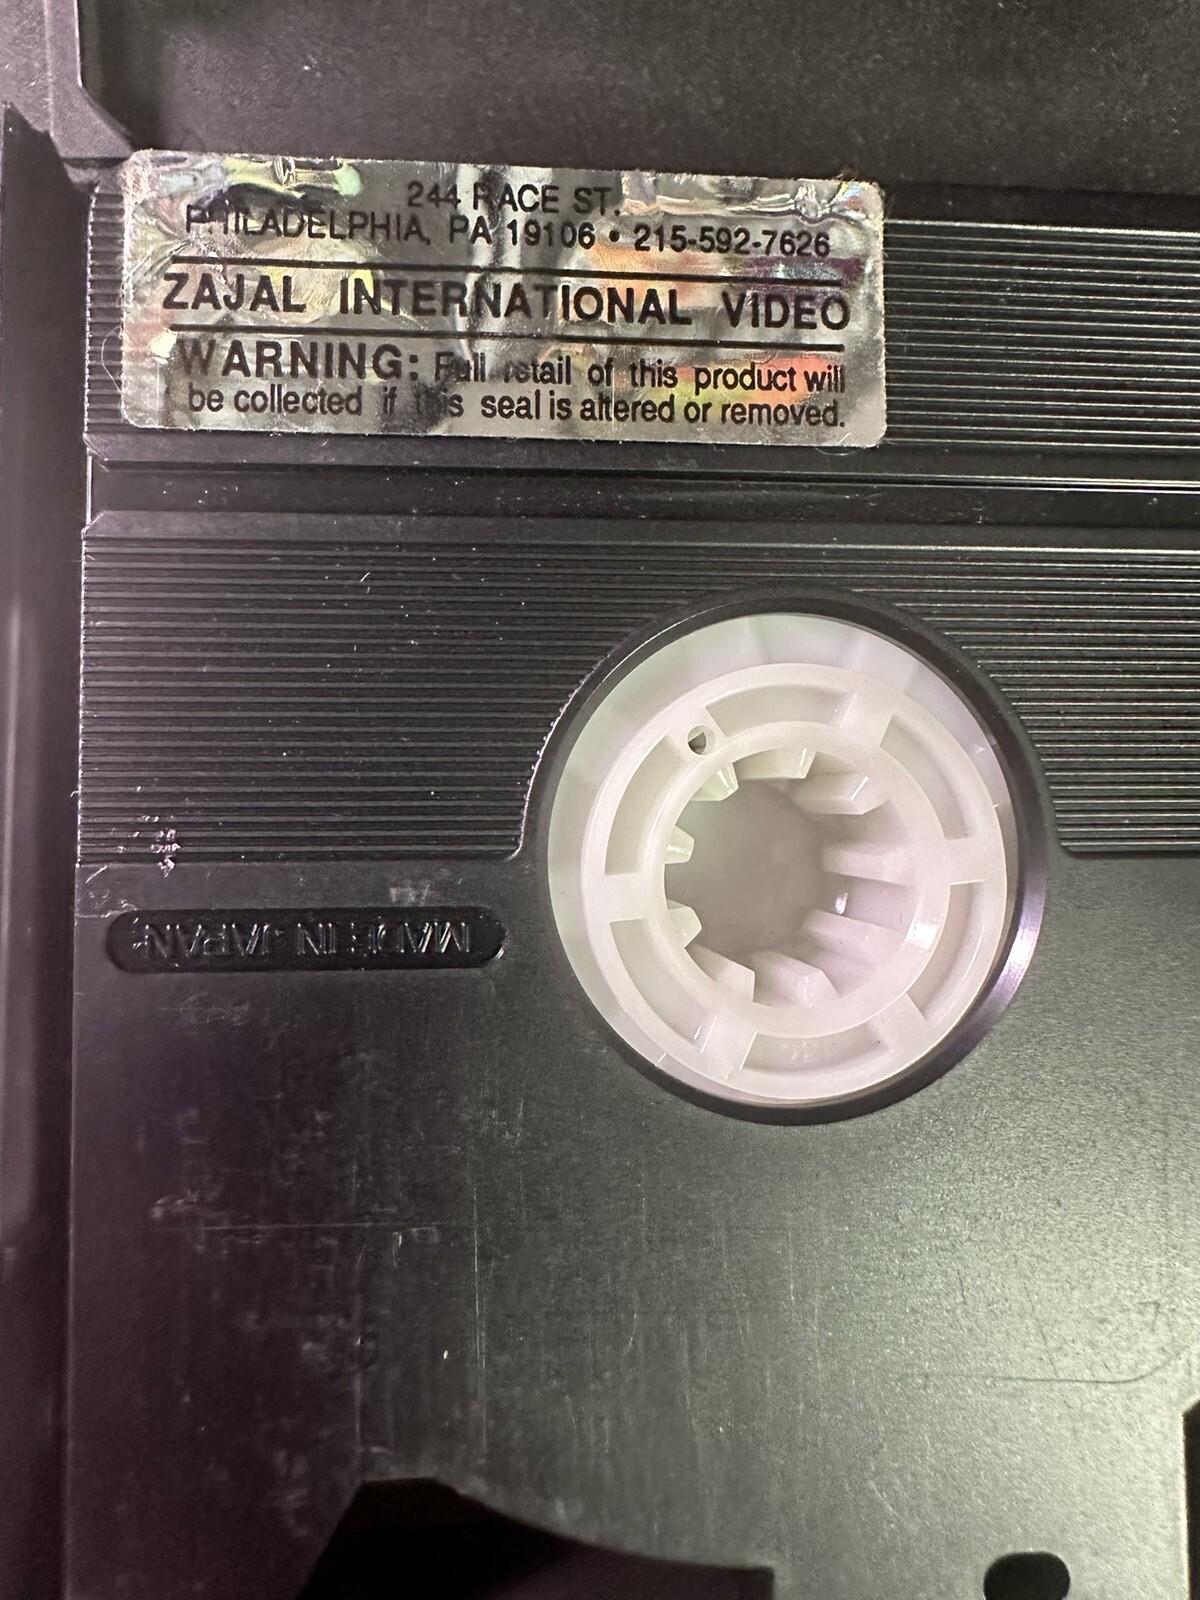 244 RACE ST.
PHILADELPHIA, PA 19106 • 215-592-7626
ZAJAL INTERNATIONAL VIDEO
WARNING: Full retail of this product will
be collected if this seal is altered or removed.
MADE IN JAPAN